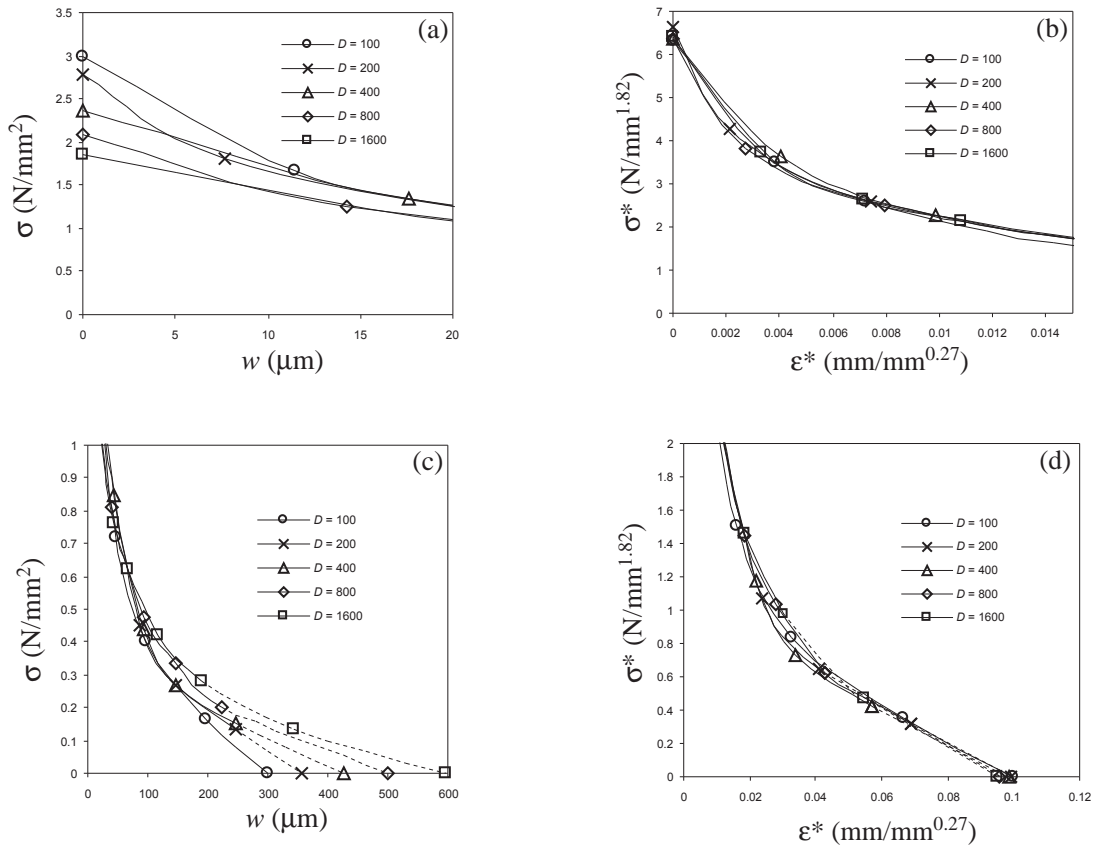 (a)
σ (N/mm²)
3.5
3
2.5
2
1.5
1
0.5
0
0 5 10 15 20
w (μm)
D = 100
D = 200
D = 400
D = 800
D = 1600
(b)
σ* (N/mm^1.82)
7
6
5
4
3
2
1
0
0 0.002 0.004 0.006 0.008 0.01 0.012 0.014
ε* (mm/mm^0.27)
D = 100
D = 200
D = 400
D = 800
D = 1600
(c)
σ (N/mm²)
1
0.9
0.8
0.7
0.6
0.5
0.4
0.3
0.2
0.1
0
0 100 200 300 400 500 600
w (μm)
D = 100
D = 200
D = 400
D = 800
D = 1600
(d)
σ* (N/mm^1.82)
2
1.8
1.6
1.4
1.2
1
0.8
0.6
0.4
0.2
0
0 0.02 0.04 0.06 0.08 0.1 0.12
ε* (mm/mm^0.27)
D = 100
D = 200
D = 400
D = 800
D = 1600